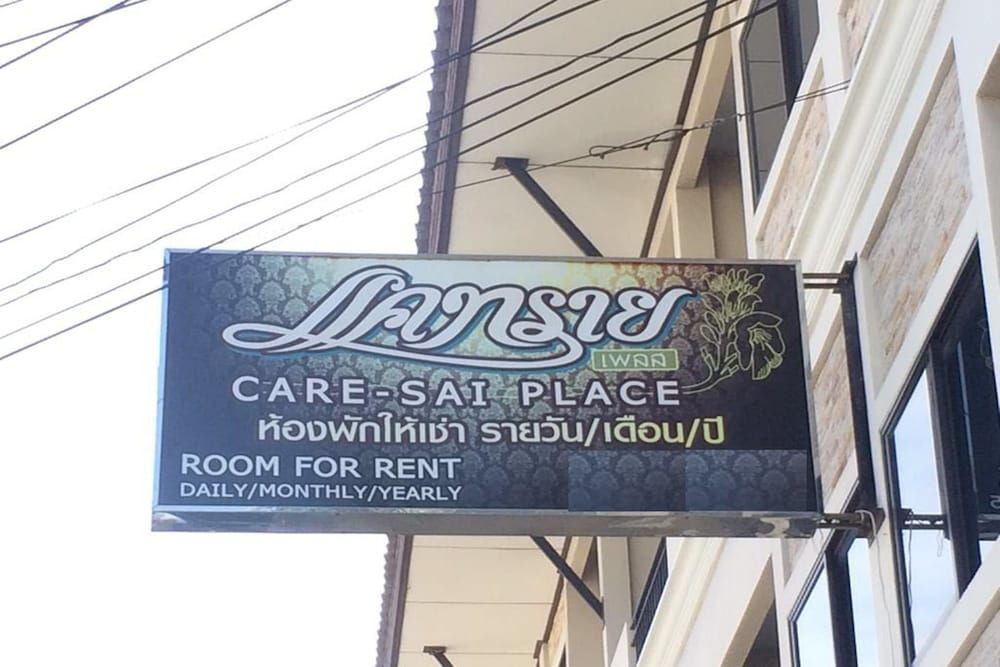 แคทราย
เพลส
CARE-SAI PLACE
ห้องพักให้เช่า รายวัน/เดือน/ปี
ROOM FOR RENT
DAILY/MONTHLY/YEARLY